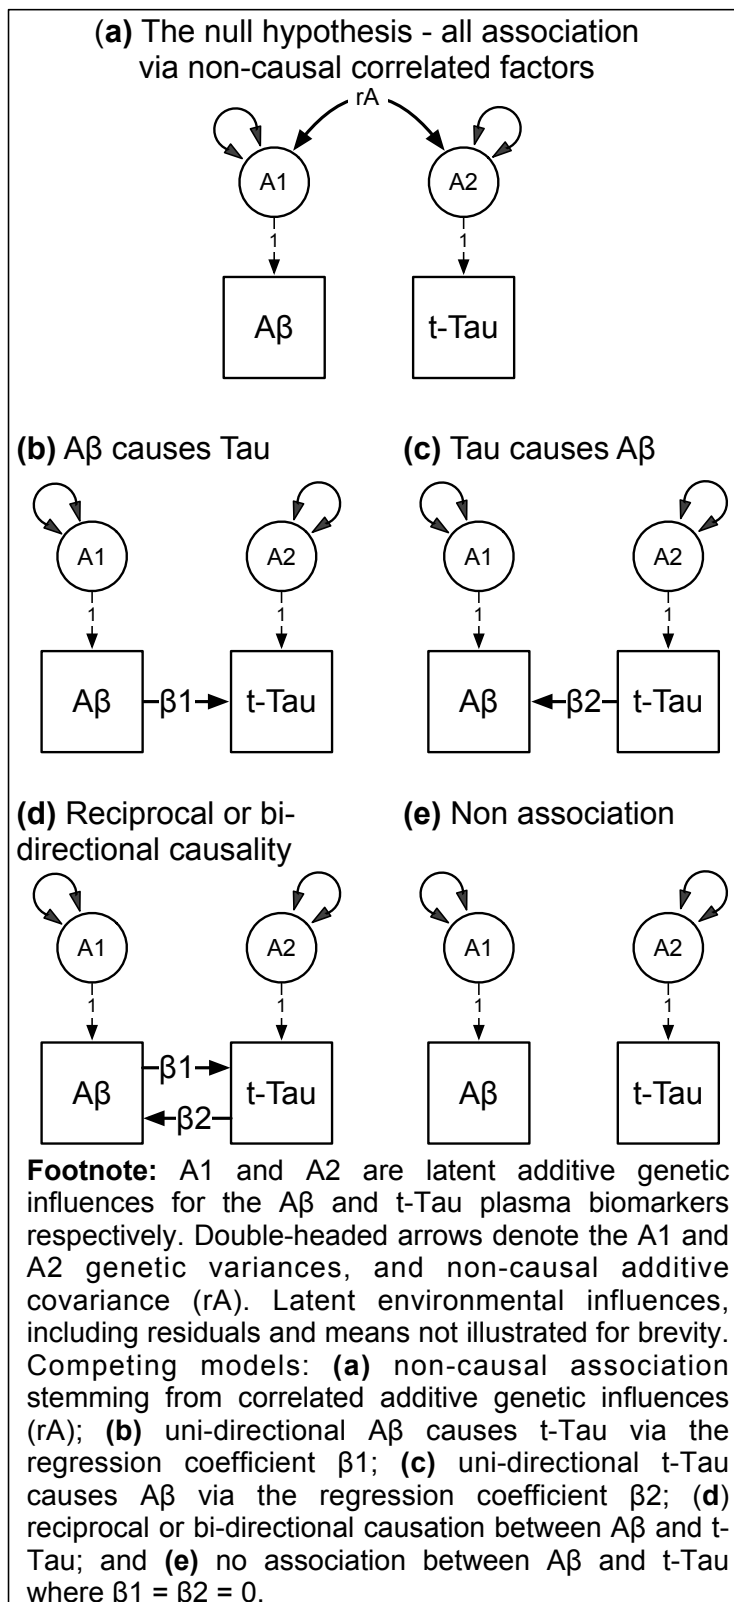 (a) The null hypothesis - all association
via non-causal correlated factors
rA
A1
A2
1
1
Aβ
t-Tau
(b) Aβ causes Tau
(c) Tau causes Aβ
A1
A2
A1
A2
1
1
1
1
Aβ
β1
t-Tau
Aβ
β2
t-Tau
(d) Reciprocal or bi-
directional causality
(e) Non association
A1
A2
A1
A2
1
1
1
1
Aβ
β1
β2
t-Tau
Aβ
t-Tau
Footnote: A1 and A2 are latent additive genetic
influences for the Aβ and t-Tau plasma biomarkers
respectively. Double-headed arrows denote the A1 and
A2 genetic variances, and non-causal additive
covariance (rA). Latent environmental influences,
including residuals and means not illustrated for brevity.
Competing models: (a) non-causal association
stemming from correlated additive genetic influences
(rA); (b) uni-directional Aβ causes t-Tau via the
regression coefficient β1; (c) uni-directional t-Tau
causes Aβ via the regression coefficient β2; (d)
reciprocal or bi-directional causation between Aβ and t-
Tau; and (e) no association between Aβ and t-Tau
where β1 = β2 = 0.